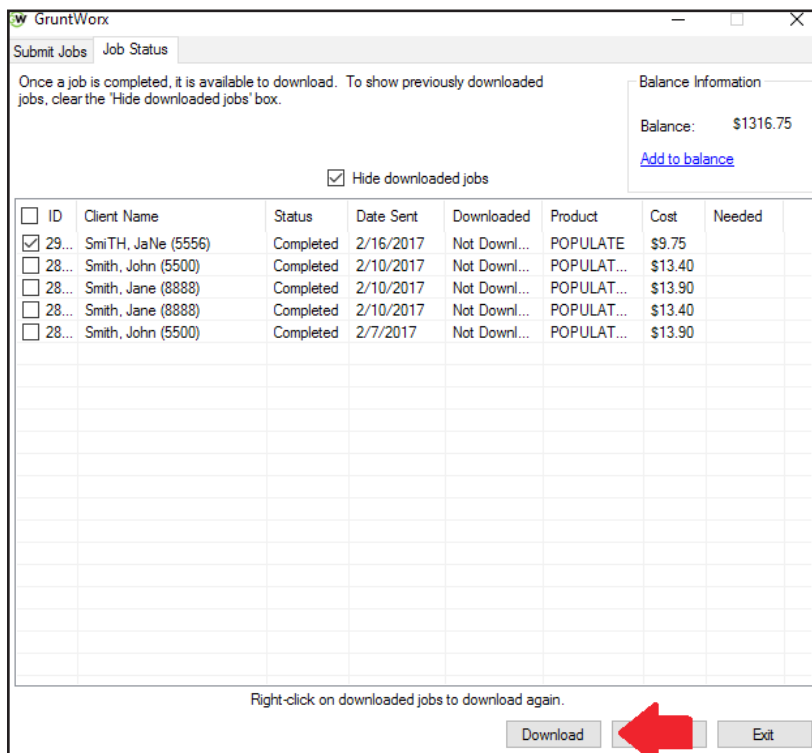 GruntWorx
Submit Jobs Job Status
Once a job is completed, it is available to download. To show previously downloaded
jobs, clear the 'Hide downloaded jobs' box.
Balance Information
Balance: $1316.75
Add to balance
Hide downloaded jobs
ID Client Name Status Date Sent Downloaded Product Cost Needed
29... SmiTH, JaNe (5556) Completed 2/16/2017 Not Downl... POPULATE $9.75
28... Smith, John (5500) Completed 2/10/2017 Not Downl... POPULAT... $13.40
28... Smith, Jane (8888) Completed 2/10/2017 Not Downl... POPULAT... $13.90
28... Smith, Jane (8888) Completed 2/10/2017 Not Downl... POPULAT... $13.40
28... Smith, John (5500) Completed 2/7/2017 Not Downl... POPULAT... $13.90
Right-click on downloaded jobs to download again.
Download Exit